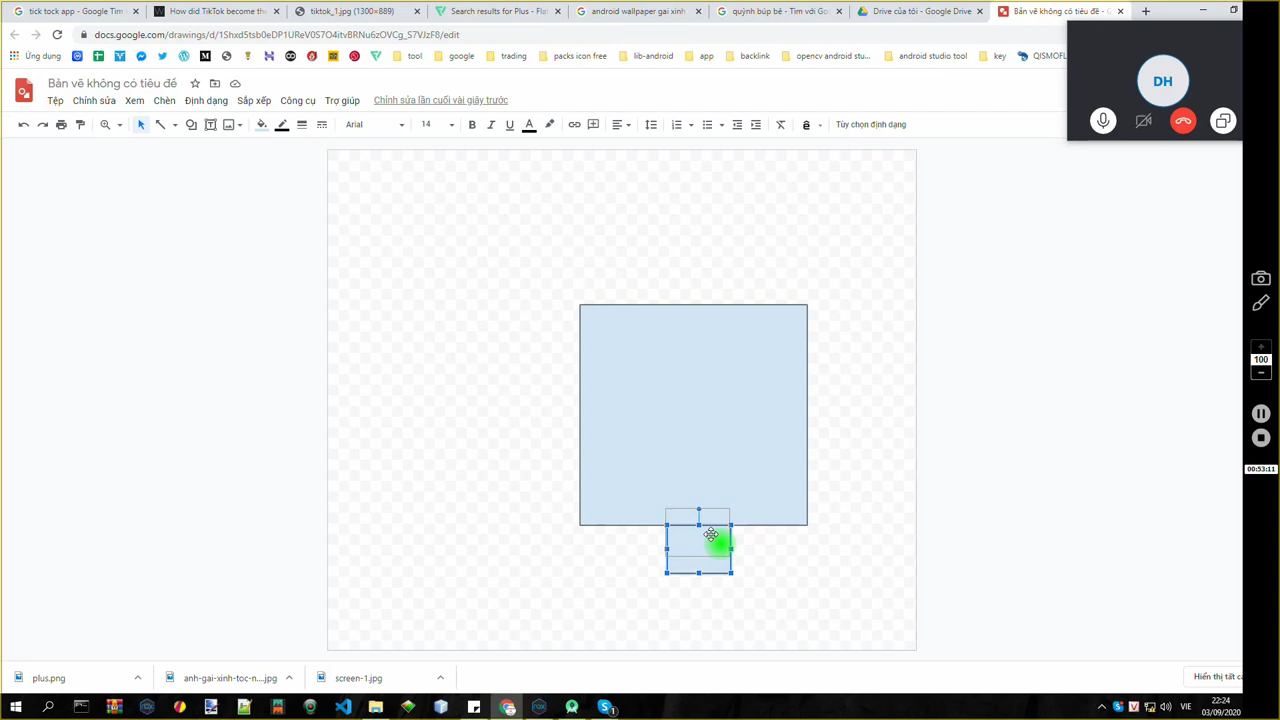 tick tock app - Google Tìm
How did TikTok become the
tiktok_1.jpg (1300×889)
Search results for Plus - Flat
android wallpaper gai xinh
quỳnh búp bê - Tìm với Go
Drive của tôi - Google Drive
Bản vẽ không có tiêu đề - G
docs.google.com/drawings/d/1Shxd5tsb0eDP1UReV0S7O4itvBRNu6zOVCg_S7VJzF8/edit
Ứng dụng
tool
google
trading
packs icon free
lib-android
app
backlink
opencv android stu...
android studio tool
key
QISMOFL
DH
Bản vẽ không có tiêu đề
Tệp Chỉnh sửa Xem Chèn Định dạng Sắp xếp Công cụ Trợ giúp Chỉnh sửa lần cuối vài giây trước
Arial 14 B I U A Tùy chọn định dạng
100
00:53:11
plus.png
anh-gai-xinh-toc-n....jpg
screen-1.jpg
Hiển thị tất cả
VIE
22:24
03/09/2020